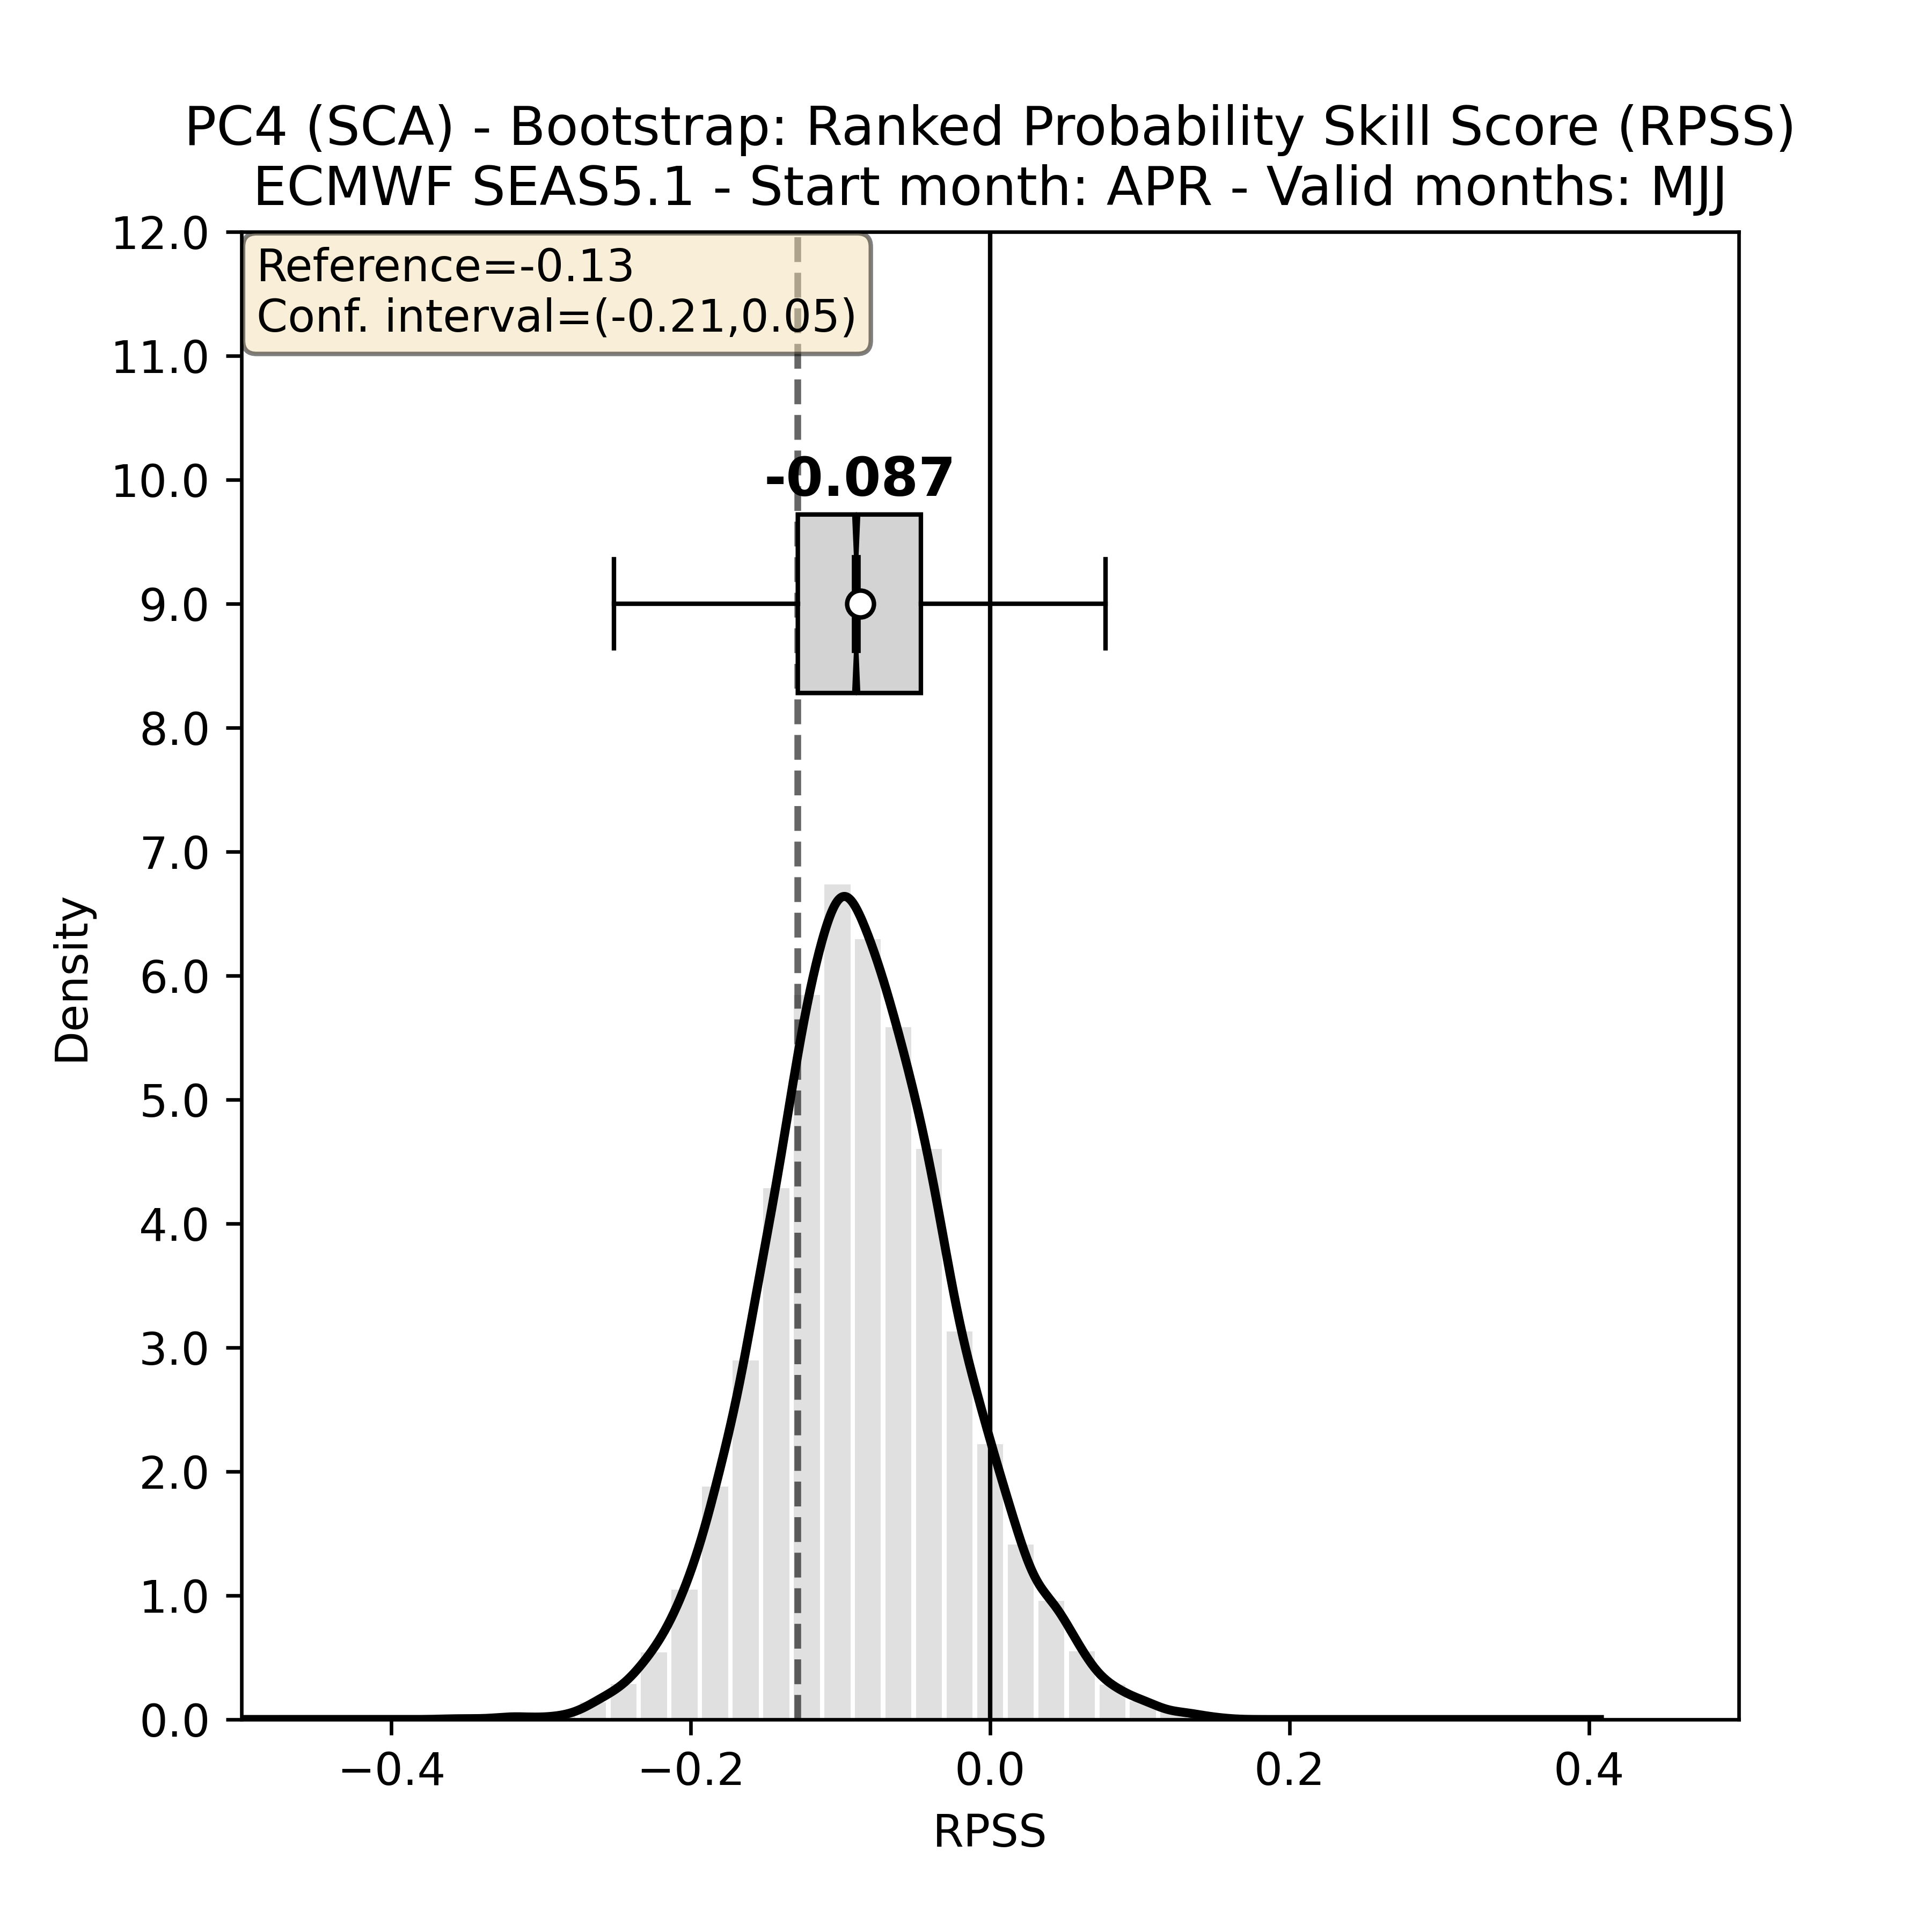 PC4 (SCA) - Bootstrap: Ranked Probability Skill Score (RPSS)
ECMWF SEAS5.1 - Start month: APR - Valid months: MJJ
12.0
Reference=-0.13
Conf. interval=(-0.21,0.05)
11.0
-0.087
10.0
9.0
8.0
7.0
Density
6.0
5.0
4.0
3.0
2.0
1.0
0.0
−0.4 −0.2 0.0 0.2 0.4
RPSS